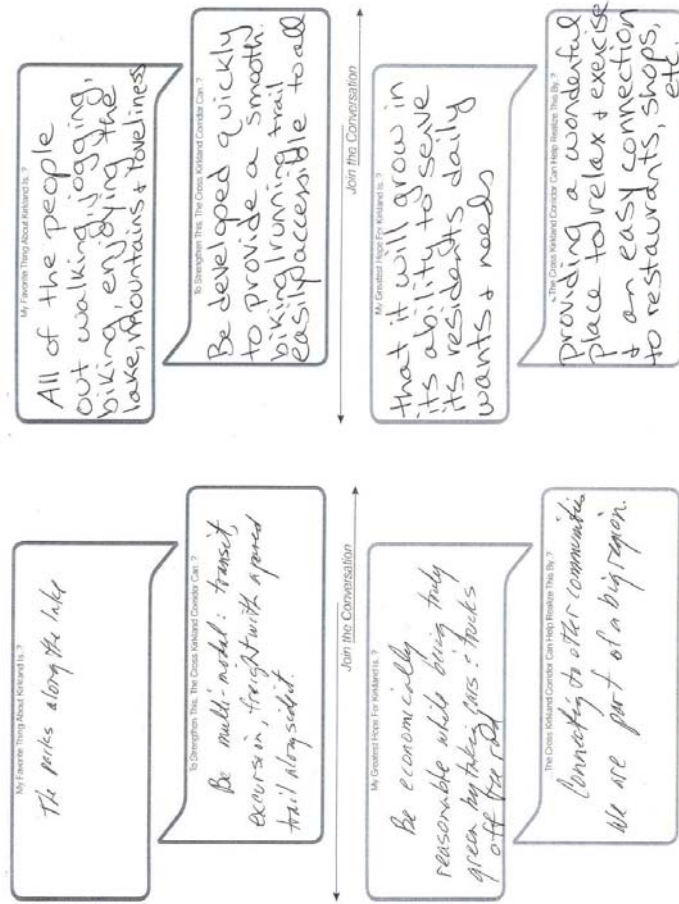 My Favorite Thing About Kirkland Is..?
The parks along the lake
To Strengthen This, The Cross Kirkland Corridor Can..?
Be multi-modal: transit,
excursion, freight with a paved
trail alongside it.
Join the Conversation
My Greatest Hope For Kirkland Is..?
Be economically
reasonable while being truly
green by taking cars & trucks
off
The Cross Kirkland Corridor Can Help Realize This By..?
Connecting to other communities
We are part of a big region.
My Favorite Thing About Kirkland Is..?
All of the people
out walking, jogging,
biking, enjoying the
lake, mountains + loveliness
To Strengthen This, The Cross Kirkland Corridor Can..?
Be developed quickly
to provide a smooth
biking/running trail
easily accessible to all
Join the Conversation
My Greatest Hope For Kirkland Is..?
that it will grow in
its ability to serve
its residents daily
wants + needs
The Cross Kirkland Corridor Can Help Realize This By..?
providing a wonderful
place to relax + exercise
+ an easy connection
to restaurants, shops,
etc.